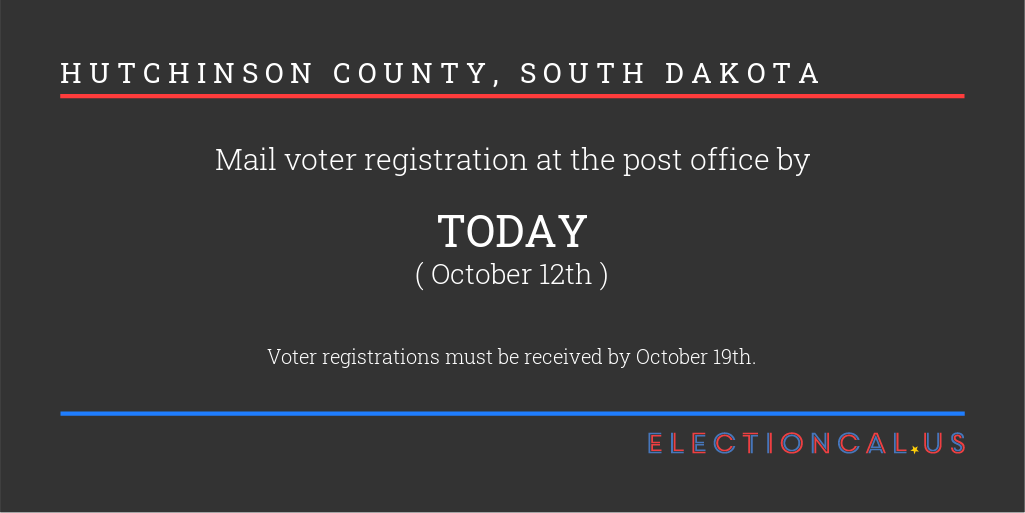 HUTCHINSON COUNTY, SOUTH DAKOTA
Mail voter registration at the post office by
TODAY
( October 12th )
Voter registrations must be received by October 19th.
ELECTIONCAL.US